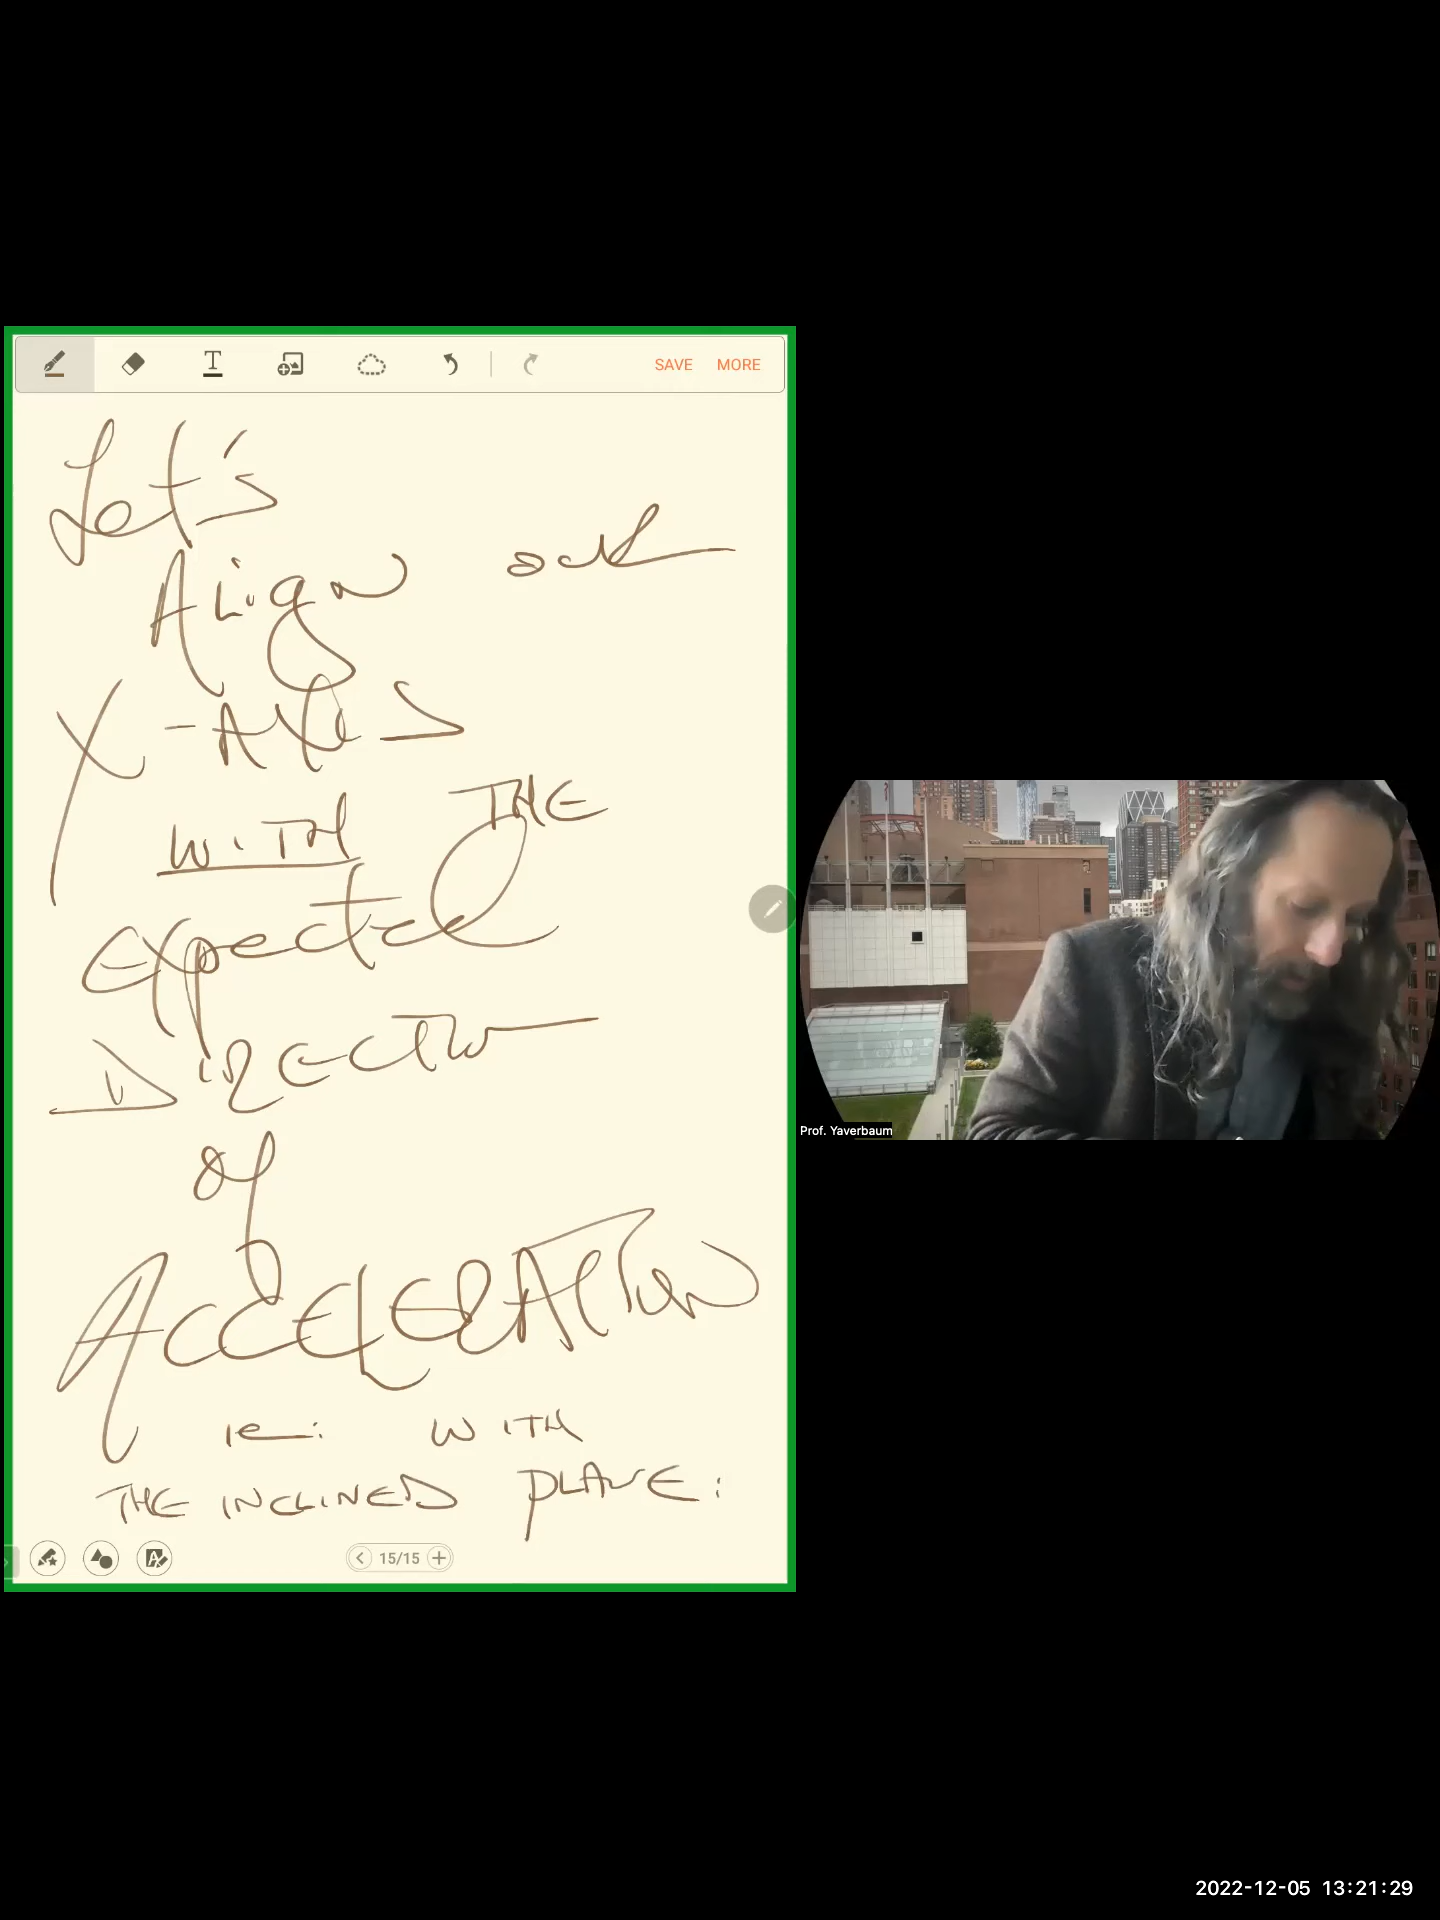 SAVE MORE
Let's
Align our
X-AXES
WITH THE
expected
DIRECTION
of
ACCELERATION
ie: WITH
THE INCLINED PLANE:
15/15
Prof. Yaverbaum
2022-12-05 13:21:29